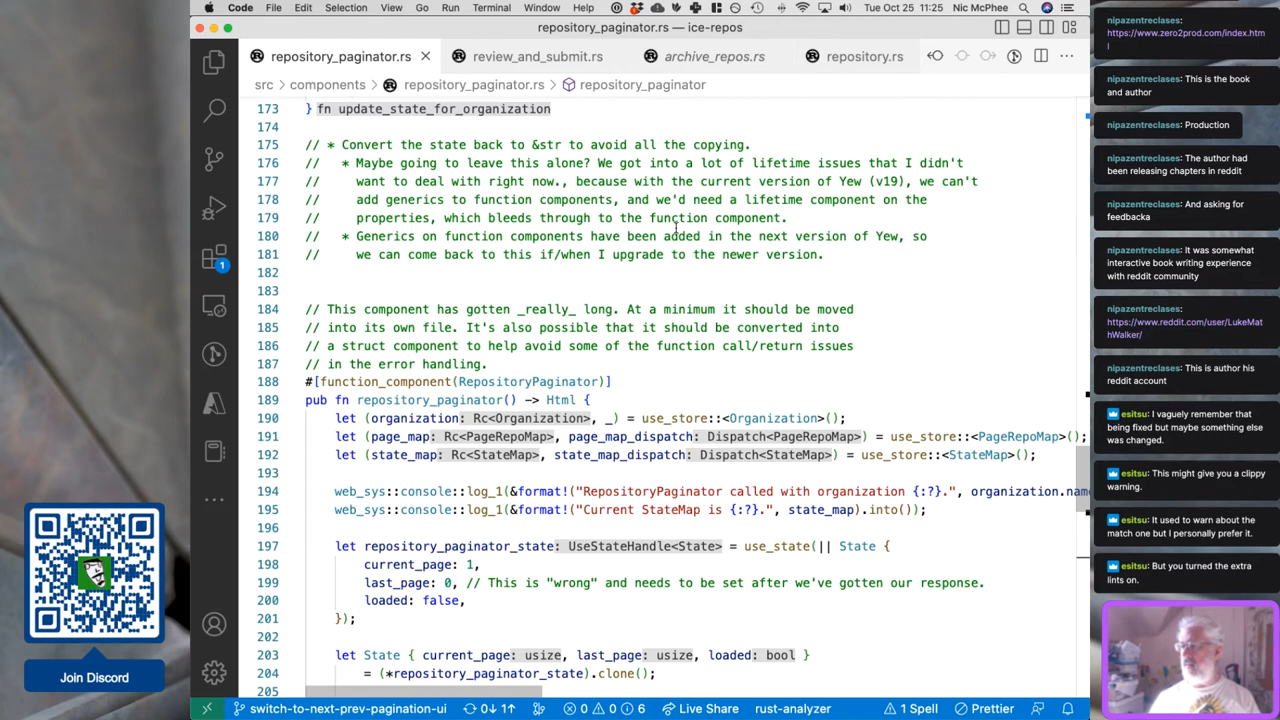 Code File Edit Selection View Go Run Terminal Window Help Tue Oct 25 11:25 Nic McPhee
repository_paginator.rs — ice-repos
repository_paginator.rs review_and_submit.rs archive_repos.rs repository.rs
src components repository_paginator.rs repository_paginator
173 } fn update_state_for_organization
174
175 // * Convert the state back to &str to avoid all the copying.
176 // * Maybe going to leave this alone? We got into a lot of lifetime issues that I didn't
177 // want to deal with right now., because with the current version of Yew (v19), we can't
178 // add generics to function components, and we'd need a lifetime component on the
179 // properties, which bleeds through to the function component.
180 // * Generics on function components have been added in the next version of Yew, so
181 // we can come back to this if/when I upgrade to the newer version.
182
183
184 // This component has gotten _really_ long. At a minimum it should be moved
185 // into its own file. It's also possible that it should be converted into
186 // a struct component to help avoid some of the function call/return issues
187 // in the error handling.
188 #[function_component(RepositoryPaginator)]
189 pub fn repository_paginator() -> Html {
190 let (organization: Rc<Organization>, _) = use_store::<Organization>();
191 let (page_map: Rc<PageRepoMap>, page_map_dispatch: Dispatch<PageRepoMap>) = use_store::<PageRepoMap>();
192 let (state_map: Rc<StateMap>, state_map_dispatch: Dispatch<StateMap>) = use_store::<StateMap>();
193
194 web_sys::console::log_1(&format!("RepositoryPaginator called with organization {:?}.", organization.name
195 web_sys::console::log_1(&format!("Current StateMap is {:?}.", state_map).into());
196
197 let repository_paginator_state: UseStateHandle<State> = use_state(|| State {
198 current_page: 1,
199 last_page: 0, // This is "wrong" and needs to be set after we've gotten our response.
200 loaded: false,
201 });
202
203 let State { current_page: usize, last_page: usize, loaded: bool }
204 = (*repository_paginator_state).clone();
205
1
switch-to-next-prev-pagination-ui 0↓ 1↑ 0 0 6 Live Share rust-analyzer 1 Spell Prettier
Join Discord
nipazentreclases:
https://www.zero2prod.com/index.htm
l
nipazentreclases: This is the book
and author
nipazentreclases: Production
nipazentreclases: The author had
been releasing chapters in reddit
nipazentreclases: And asking for
feedbacka
nipazentreclases: It was somewhat
interactive book writing experience
with reddit community
nipazentreclases:
https://www.reddit.com/user/LukeMat
hWalker/
nipazentreclases: This is author his
reddit account
esitsu: I vaguely remember that
being fixed but maybe something else
was changed.
esitsu: This might give you a clippy
warning.
esitsu: It used to warn about the
match one but I personally prefer it.
esitsu: But you turned the extra
lints on.